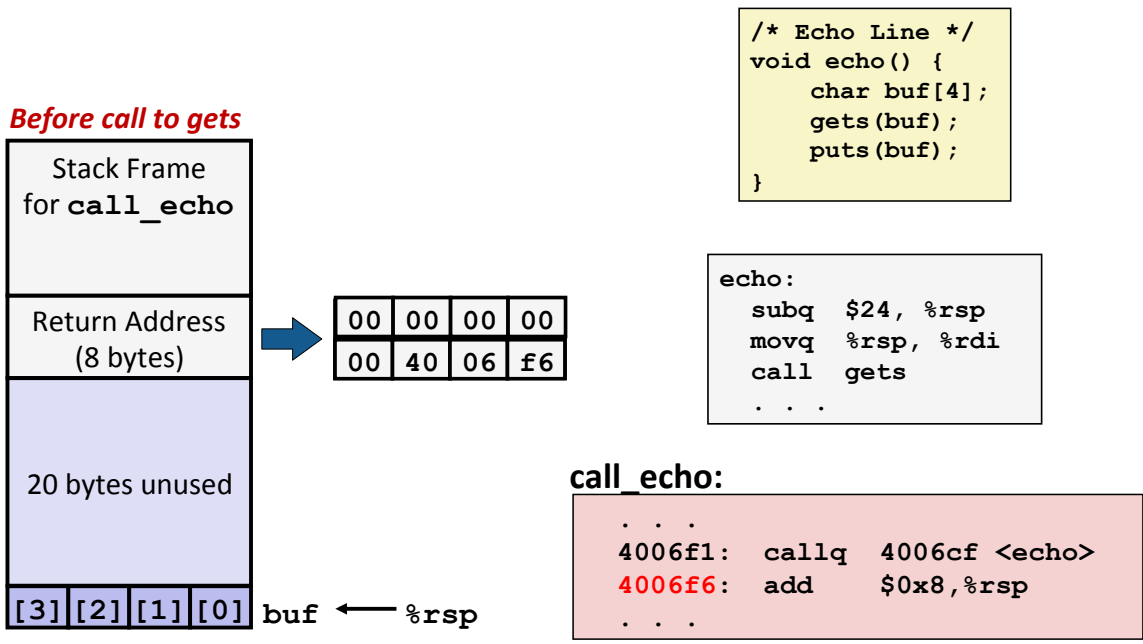 Before call to gets
Stack Frame
for call_echo
Return Address
(8 bytes)
20 bytes unused
[3] [2] [1] [0]
buf
%rsp
00 00 00 00
00 40 06 f6
/* Echo Line */
void echo() {
    char buf[4];
    gets(buf);
    puts(buf);
}
echo:
  subq  $24, %rsp
  movq  %rsp, %rdi
  call  gets
  . . .
call_echo:
  . . .
  4006f1:  callq  4006cf <echo>
  4006f6:  add    $0x8,%rsp
  . . .